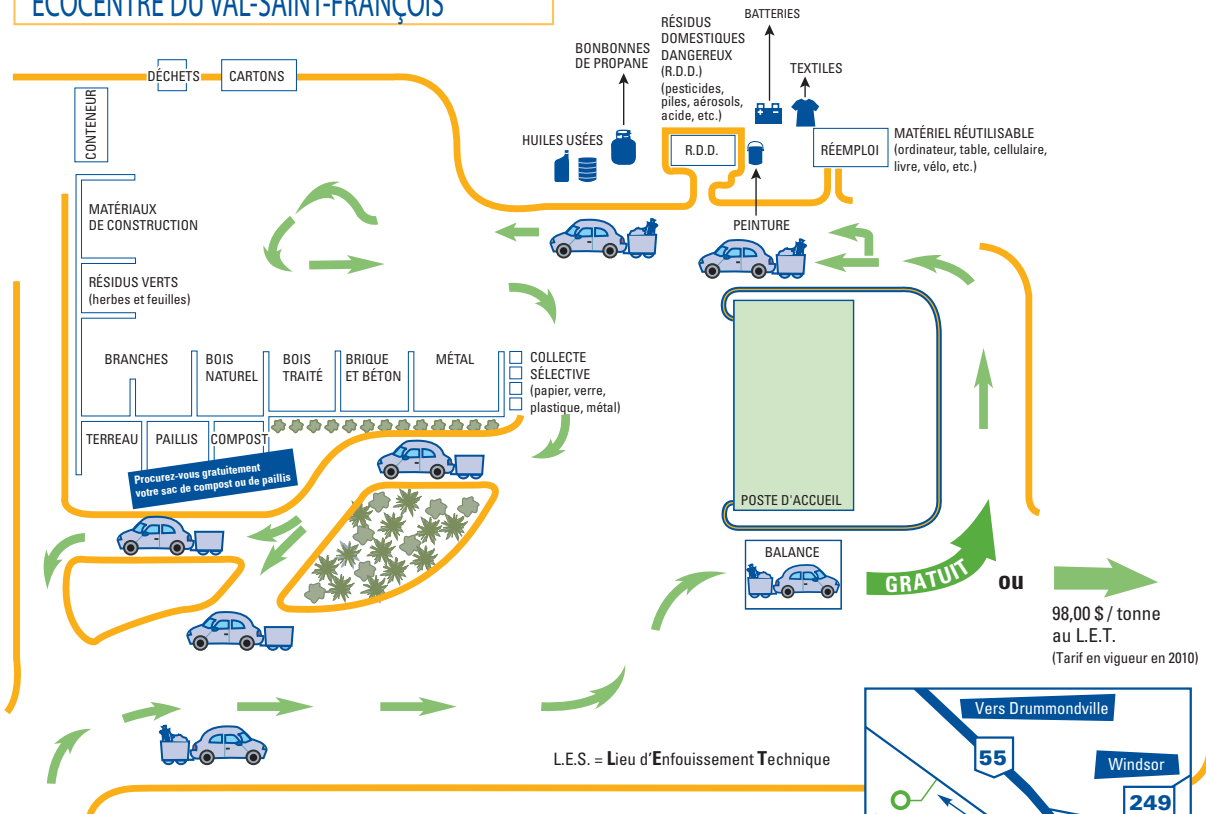 ÉCOCENTRE DU VAL-SAINT-FRANÇOIS
DÉCHETS
CARTONS
CONTENEUR
BONBONNES
DE PROPANE
HUILES USÉES
RÉSIDUS
DOMESTIQUES
DANGEREUX
(R.D.D.)
(pesticides,
piles, aérosols,
acide, etc.)
BATTERIES
TEXTILES
R.D.D.
RÉEMPLOI
MATÉRIEL RÉUTILISABLE
(ordinateur, table, cellulaire,
livre, vélo, etc.)
PEINTURE
MATÉRIAUX
DE CONSTRUCTION
RÉSIDUS VERTS
(herbes et feuilles)
BRANCHES
BOIS
NATUREL
BOIS
TRAITÉ
BRIQUE
ET BÉTON
MÉTAL
COLLECTE
SÉLECTIVE
(papier, verre,
plastique, métal)
TERREAU
PAILLIS
COMPOST
Procurez-vous gratuitement
votre sac de compost ou de paillis
POSTE D'ACCUEIL
BALANCE
GRATUIT
ou
98,00 $ / tonne
au L.E.T.
(Tarif en vigueur en 2010)
L.E.S. = Lieu d'Enfouissement Technique
Vers Drummondville
55
Windsor
249